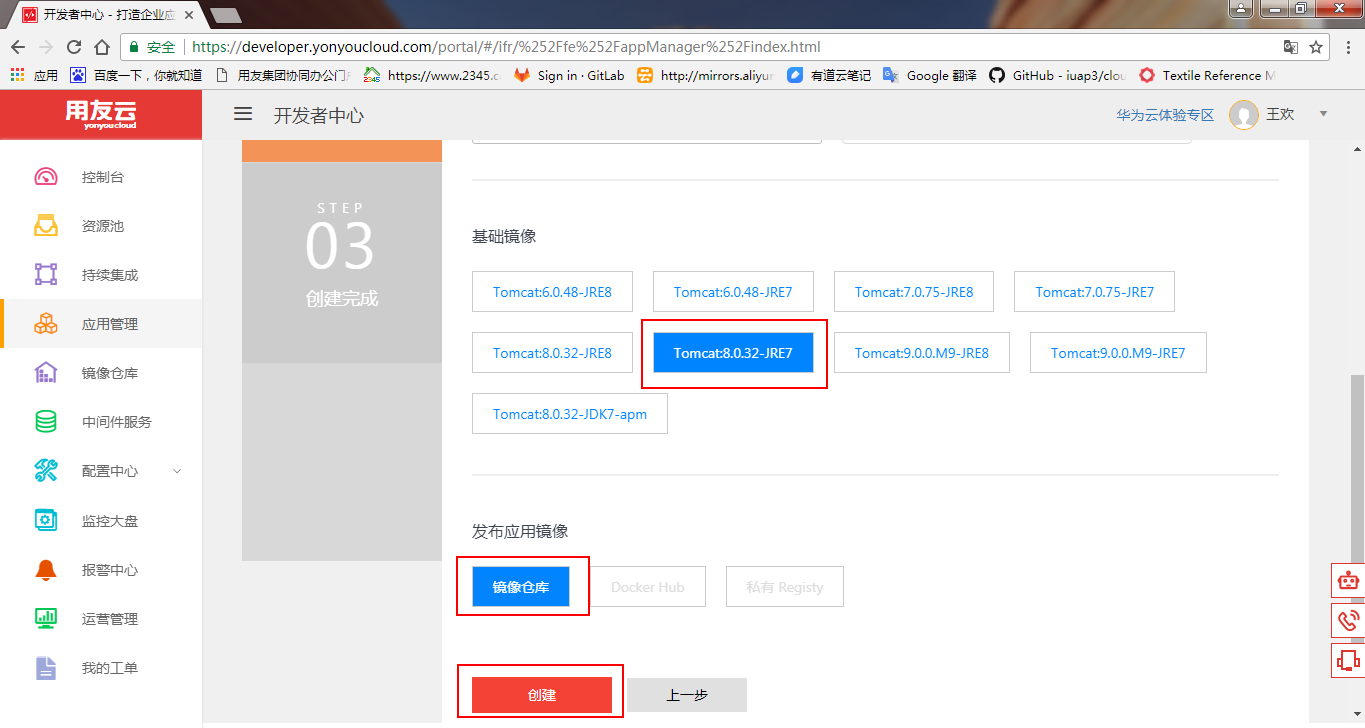 开发者中心 - 打造企业应
安全 https://developer.yonyoucloud.com/portal/#/ifr/%252Ffe%252FappManager%252Findex.html
应用 百度一下，你就知道 用友集团协同办公门户 https://www.2345.c Sign in · GitLab http://mirrors.aliyun 有道云笔记 Google 翻译 GitHub - iuap3/clou Textile Reference M
用友云
yonyoucloud
开发者中心
华为云体验专区 王欢
控制台
资源池
持续集成
应用管理
镜像仓库
中间件服务
配置中心
监控大盘
报警中心
运营管理
我的工单
STEP
03
创建完成
基础镜像
Tomcat:6.0.48-JRE8 Tomcat:6.0.48-JRE7 Tomcat:7.0.75-JRE8 Tomcat:7.0.75-JRE7
Tomcat:8.0.32-JRE8 Tomcat:8.0.32-JRE7 Tomcat:9.0.0.M9-JRE8 Tomcat:9.0.0.M9-JRE7
Tomcat:8.0.32-JDK7-apm
发布应用镜像
镜像仓库 Docker Hub 私有 Registy
创建 上一步